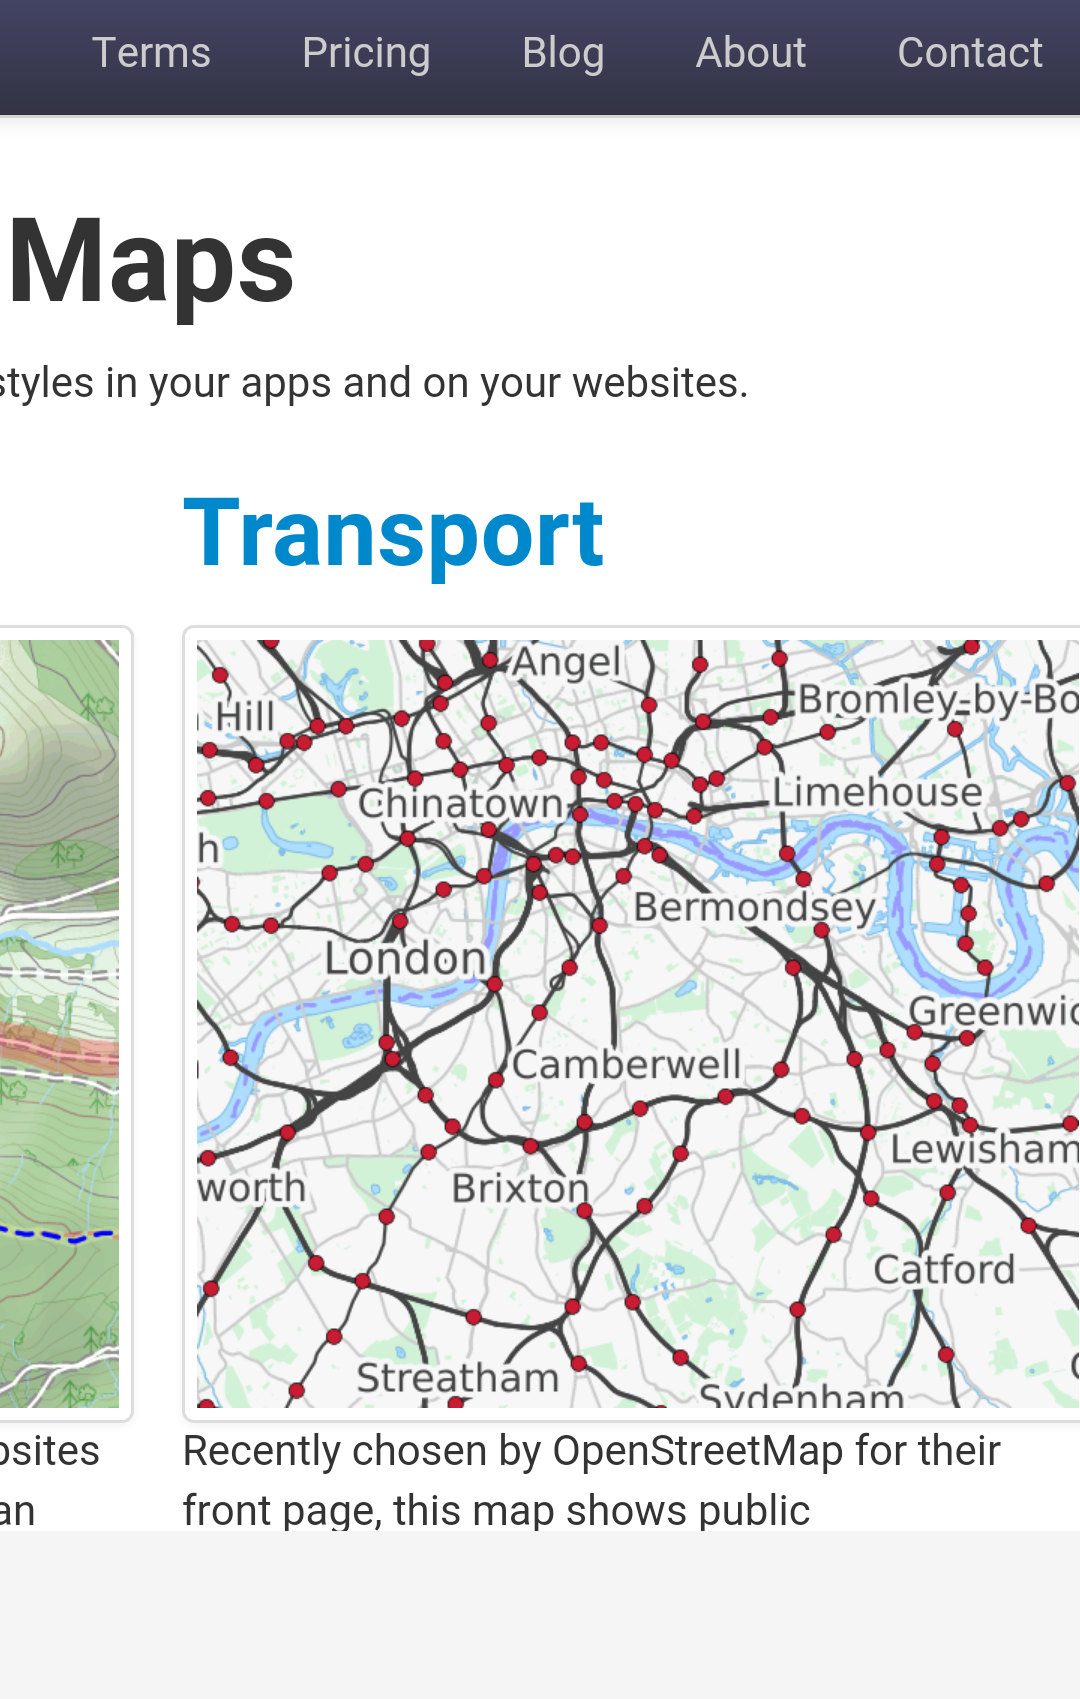 Terms Pricing Blog About Contact
Maps
styles in your apps and on your websites.
Transport
Angel
Hill
Bromley-by-Bo
Chinatown
Limehouse
h
Bermondsey
London
Greenwic
Camberwell
Lewisham
worth
Brixton
Catford
Streatham
Sydenham
bsites
an
Recently chosen by OpenStreetMap for their
front page, this map shows public